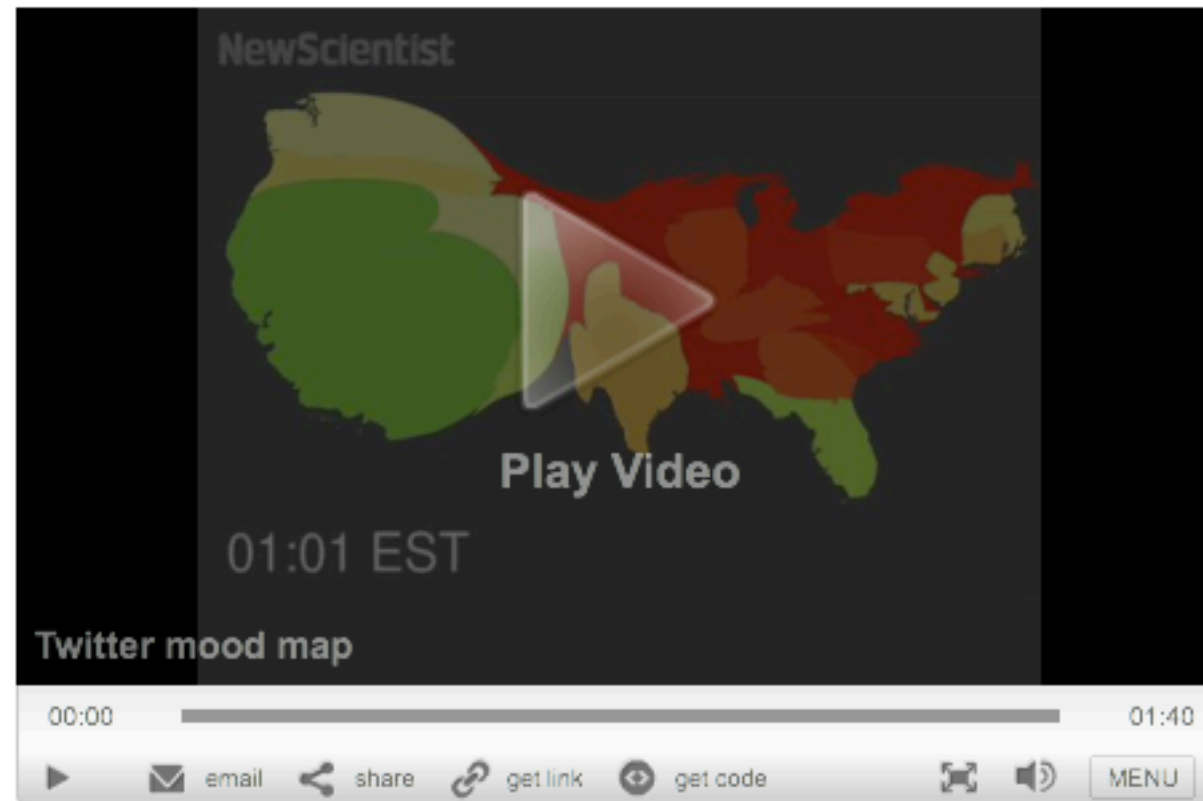 NewScientist
Play Video
01:01 EST
Twitter mood map
00:00 01:40
email share get link get code MENU